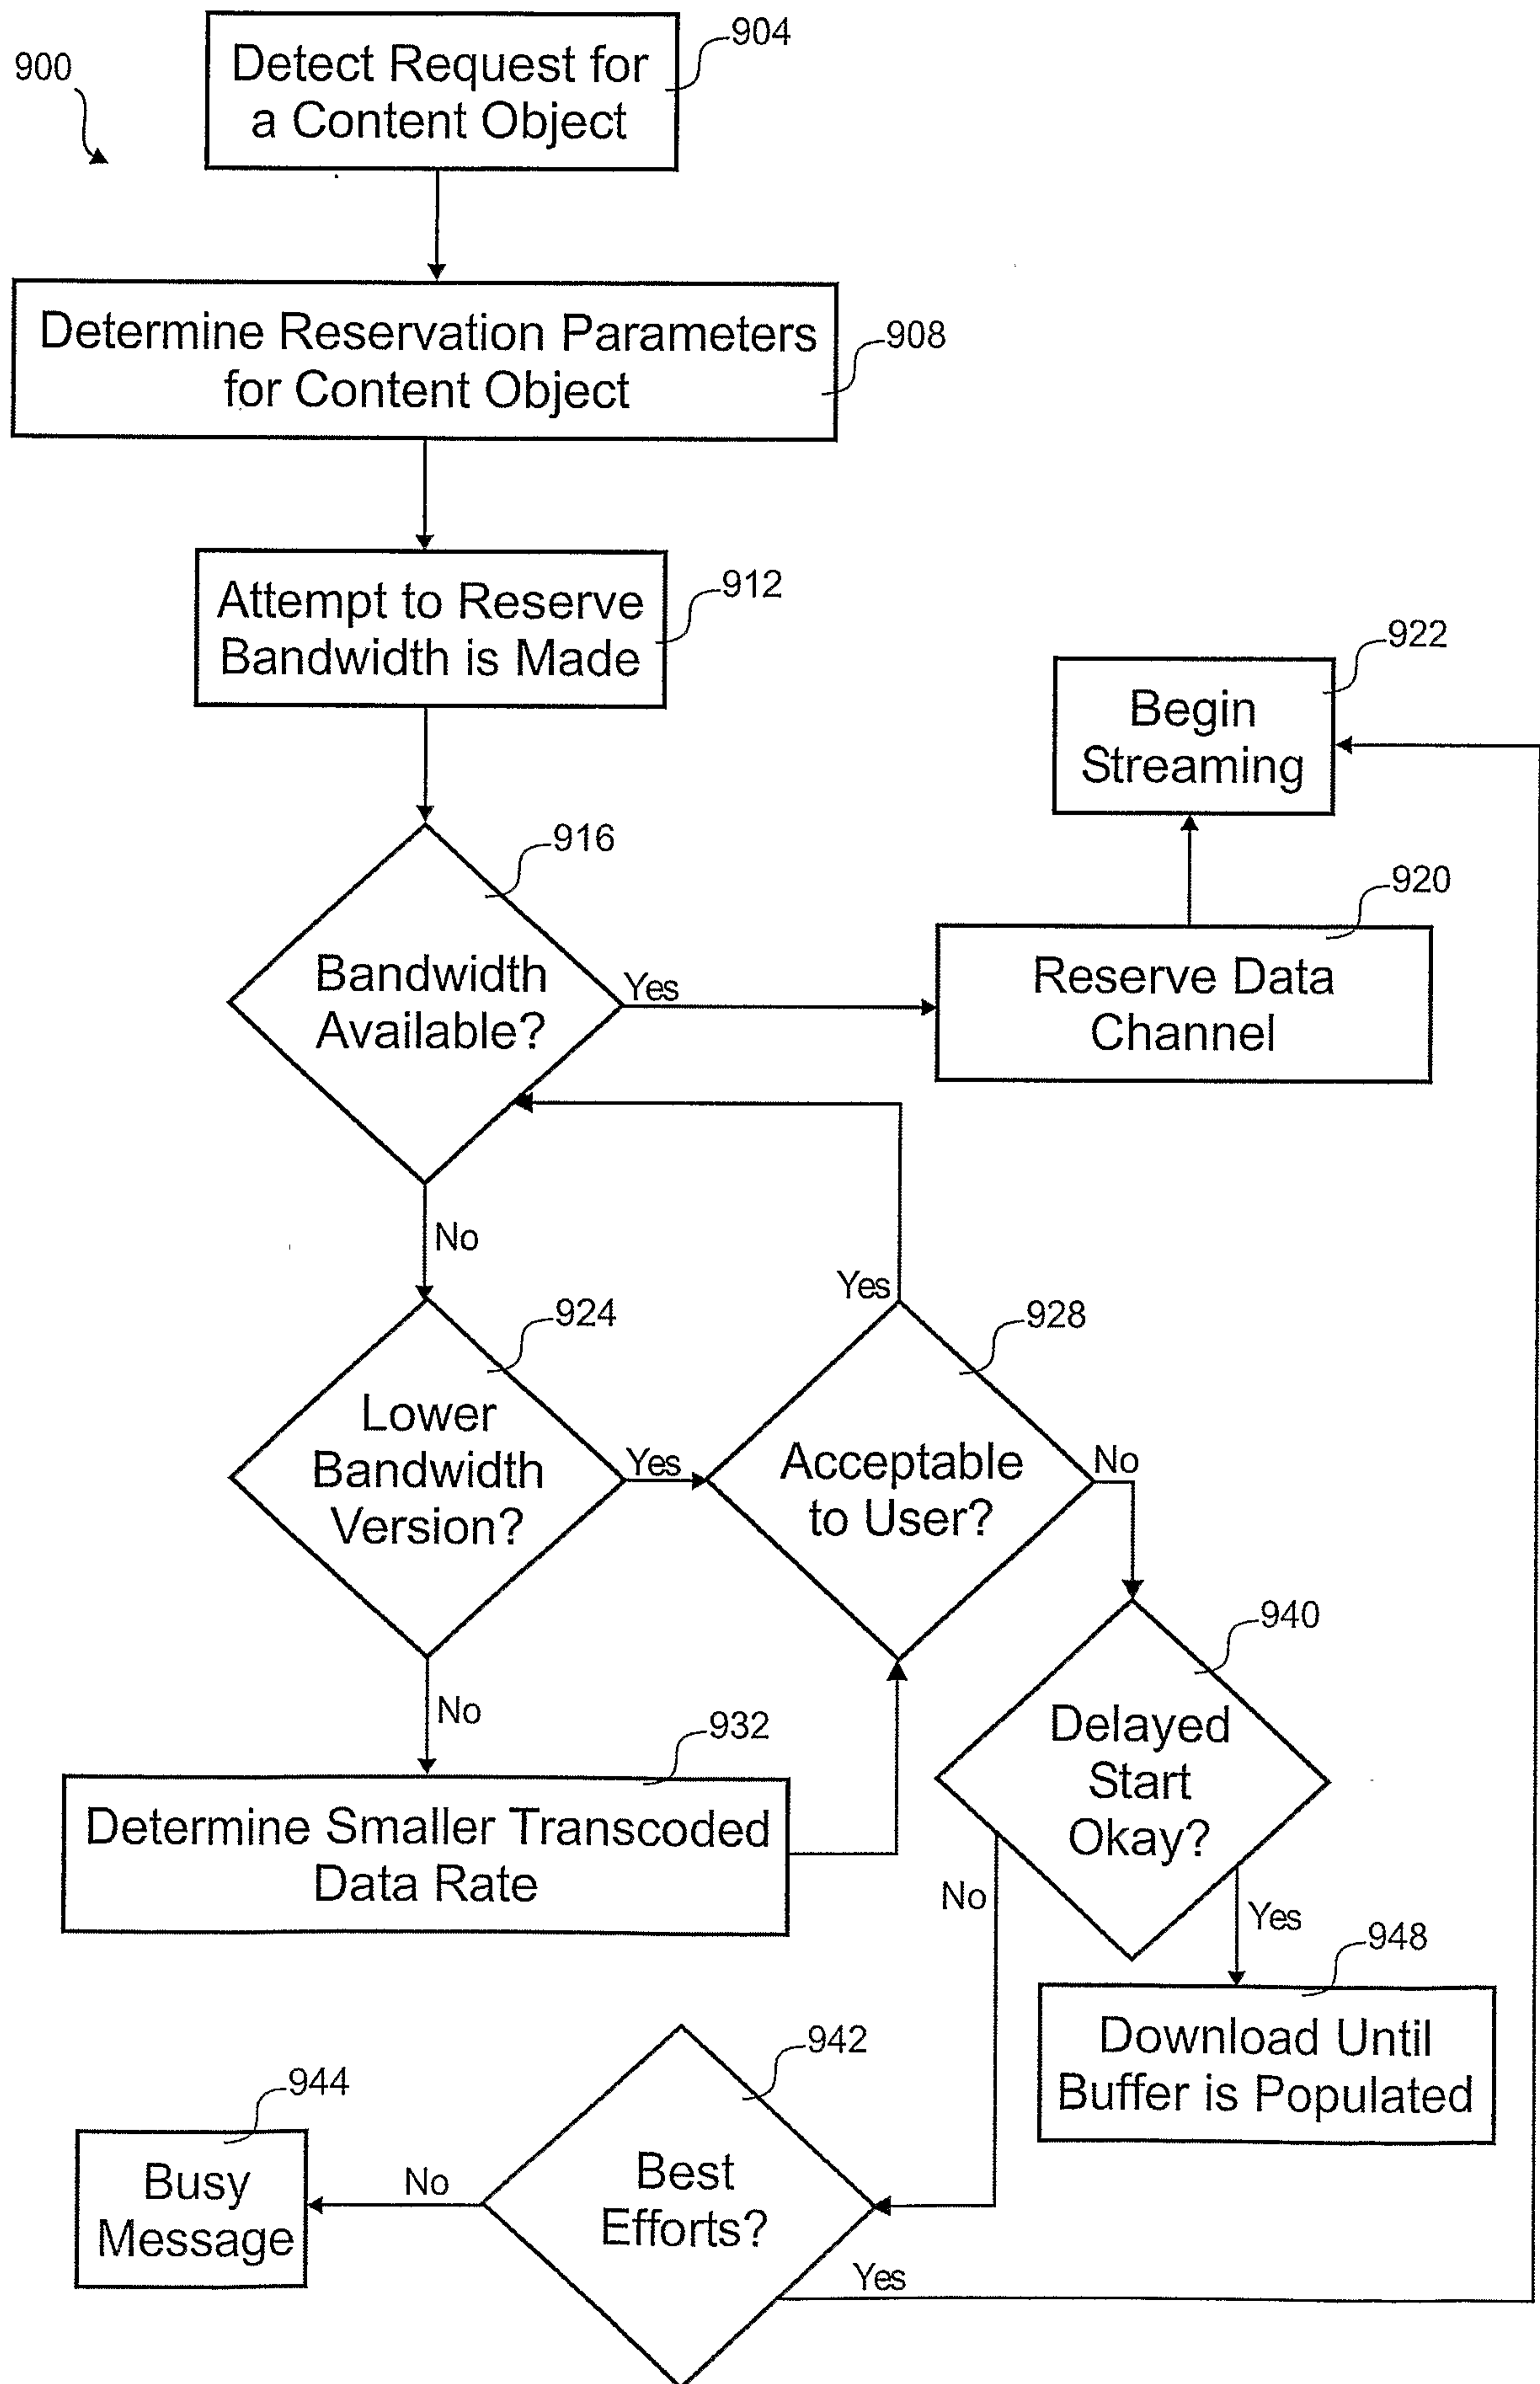 900
904
Detect Request for
a Content Object
908
Determine Reservation Parameters
for Content Object
912
Attempt to Reserve
Bandwidth is Made
922
Begin
Streaming
916
Bandwidth
Available?
Yes
920
Reserve Data
Channel
No
Yes
924
Lower
Bandwidth
Version?
Yes
928
Acceptable
to User?
No
No
932
Determine Smaller Transcoded
Data Rate
940
Delayed
Start
Okay?
No
Yes
948
Download Until
Buffer is Populated
942
Best
Efforts?
No
Yes
944
Busy
Message